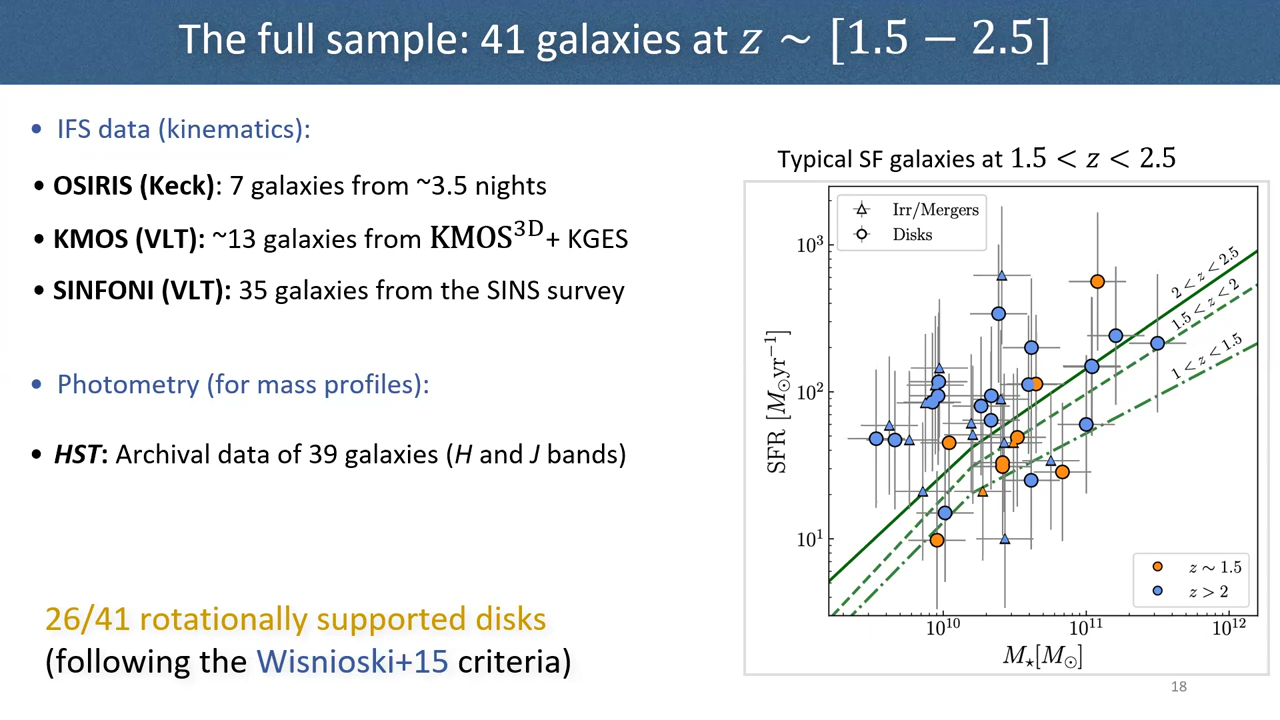 The full sample: 41 galaxies at z ~ [1.5 − 2.5]
• IFS data (kinematics):
• OSIRIS (Keck): 7 galaxies from ~3.5 nights
• KMOS (VLT): ~13 galaxies from KMOS³ᴰ + KGES
• SINFONI (VLT): 35 galaxies from the SINS survey
• Photometry (for mass profiles):
• HST: Archival data of 39 galaxies (H and J bands)
26/41 rotationally supported disks
(following the Wisnioski+15 criteria)
Typical SF galaxies at 1.5 < z < 2.5
Irr/Mergers
Disks
10³
10²
10¹
SFR [M⊙yr⁻¹]
2 < z < 2.5
1.5 < z < 2
1 < z < 1.5
z ~ 1.5
z > 2
10¹⁰
10¹¹
10¹²
M⋆[M⊙]
18